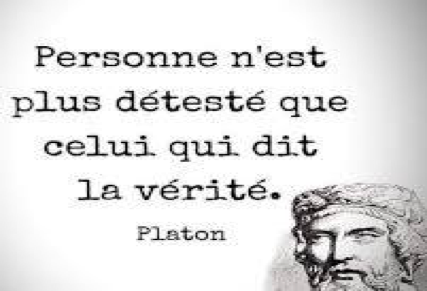 Personne n'est
plus détesté que
celui qui dit
la vérité.
Platon